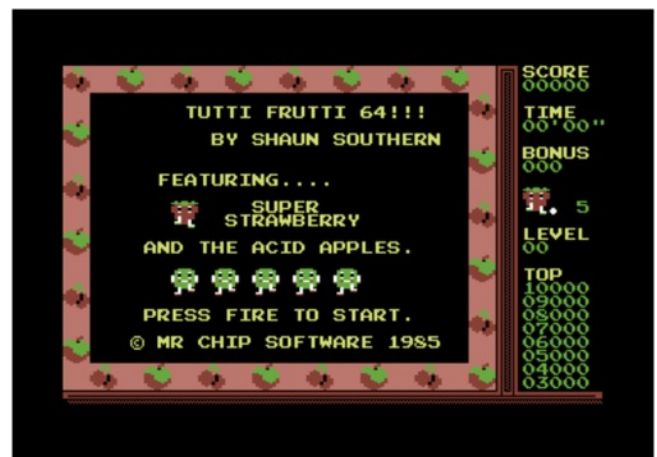 TUTTI FRUTTI 64!!!
BY SHAUN SOUTHERN
FEATURING....
SUPER
STRAWBERRY
AND THE ACID APPLES.
PRESS FIRE TO START.
© MR CHIP SOFTWARE 1985
SCORE
00000
TIME
00'00"
BONUS
000
5
LEVEL
00
TOP
10000
09000
08000
07000
06000
05000
04000
03000